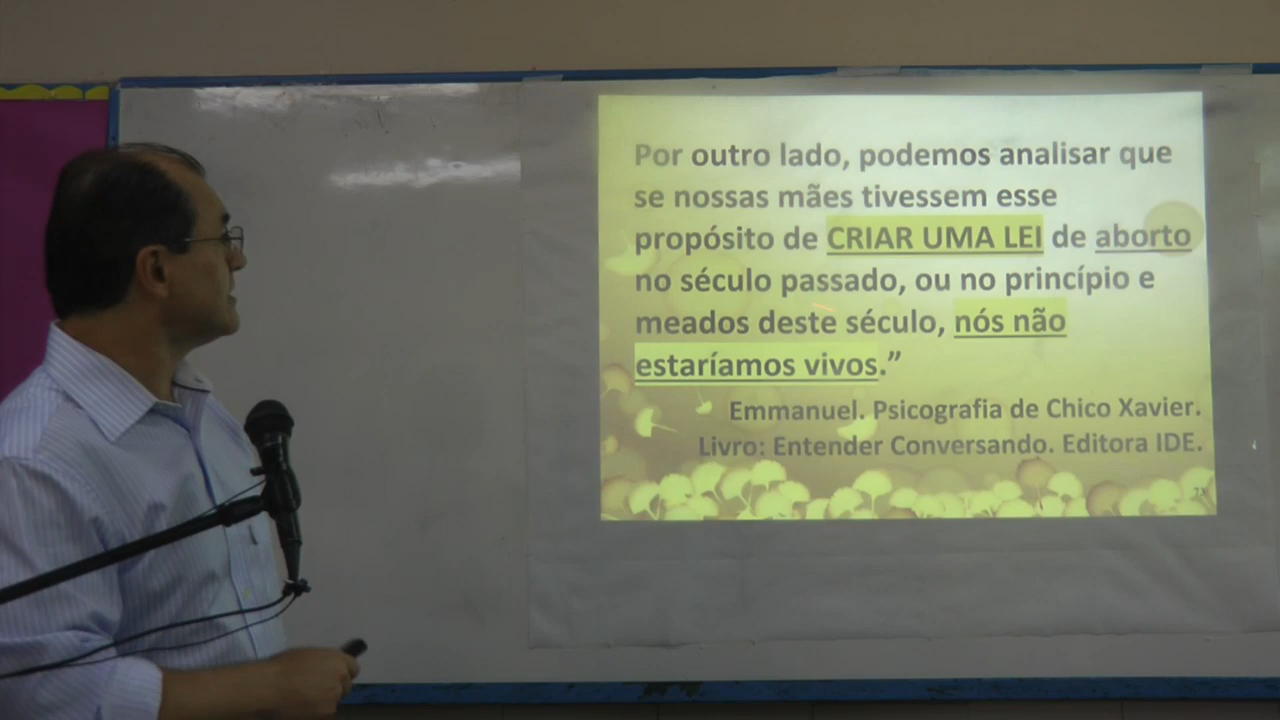 Por outro lado, podemos analisar que
se nossas mães tivessem esse
propósito de CRIAR UMA LEI de aborto
no século passado, ou no princípio e
meados deste século, nós não
estaríamos vivos.”
Emmanuel. Psicografia de Chico Xavier.
Livro: Entender Conversando. Editora IDE.